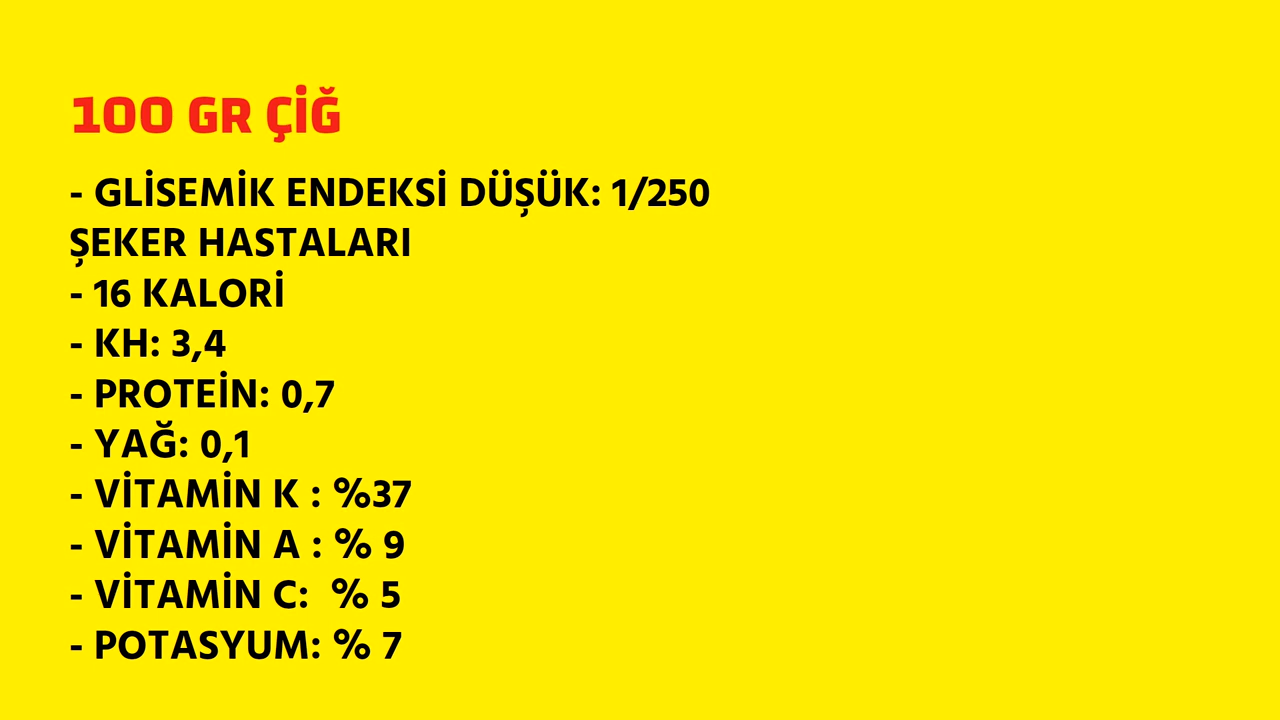 100 GR ÇİĞ
- GLİSEMİK ENDEKSİ DÜŞÜK: 1/250
ŞEKER HASTALARI
- 16 KALORİ
- KH: 3,4
- PROTEİN: 0,7
- YAĞ: 0,1
- VİTAMİN K : %37
- VİTAMİN A : % 9
- VİTAMİN C:  % 5
- POTASYUM: % 7